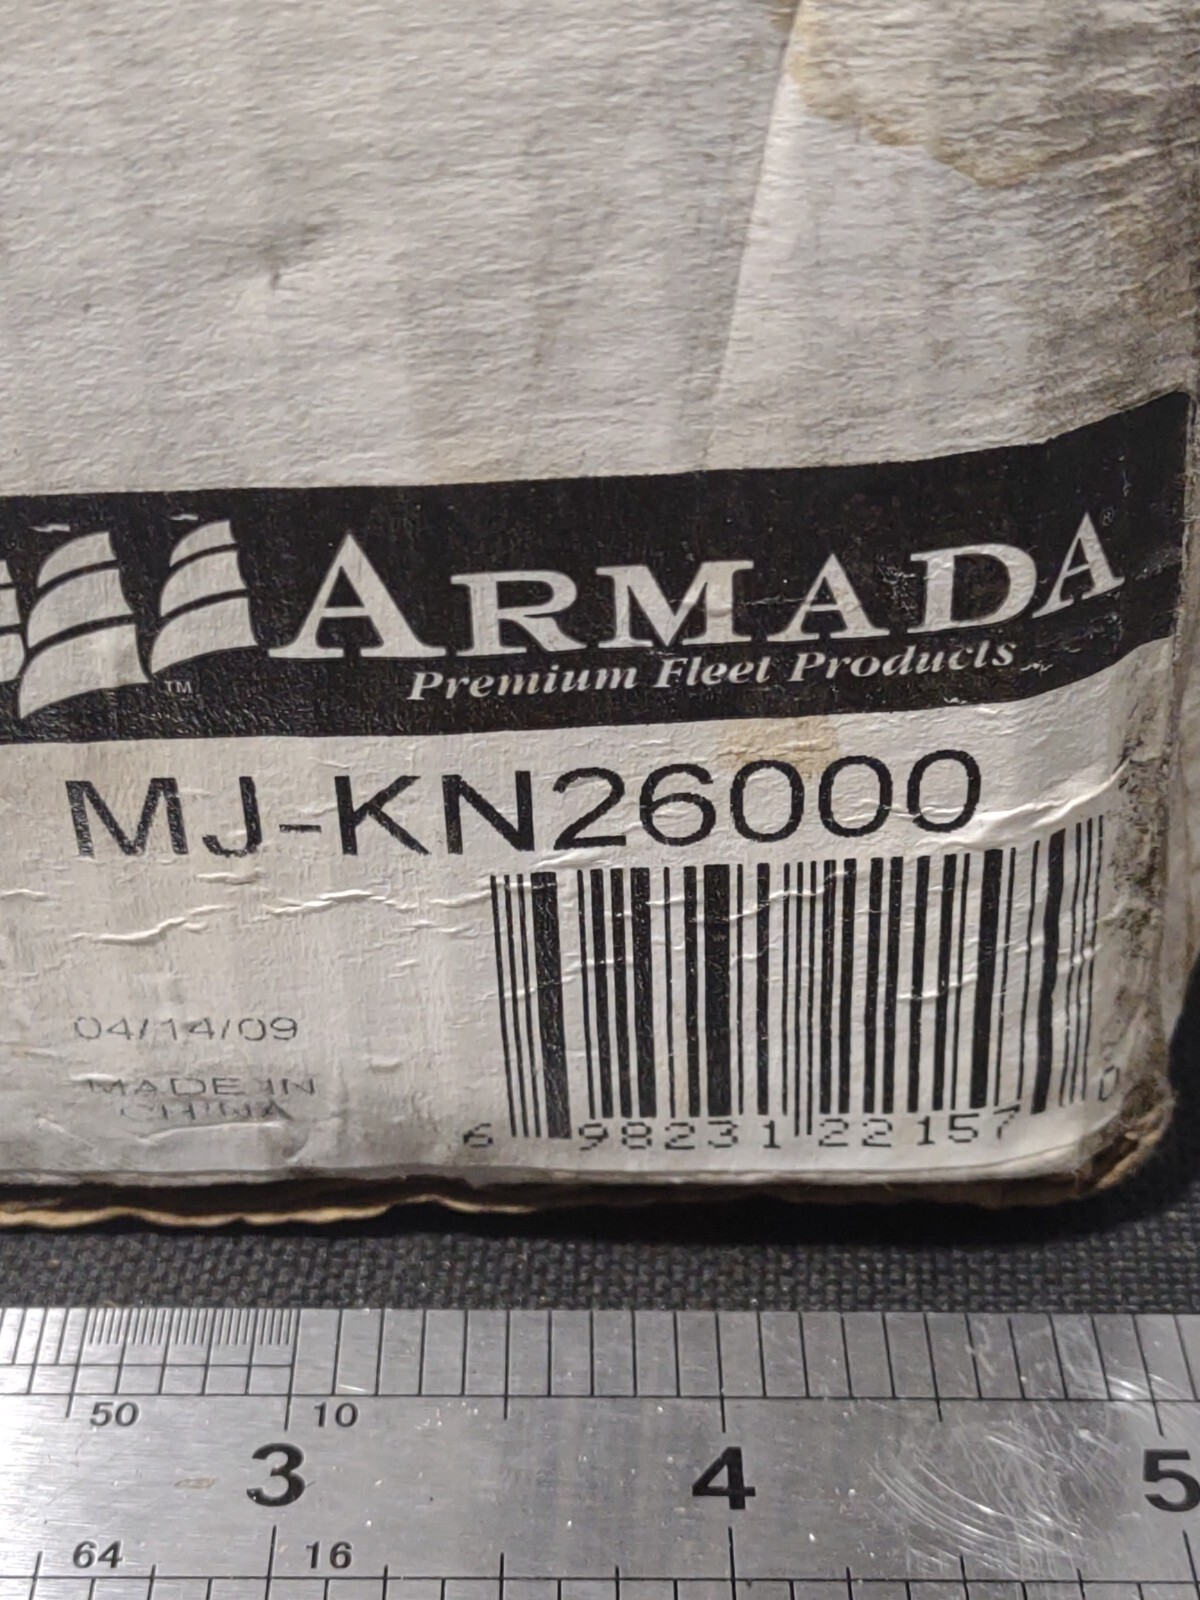 ARMADA®
™
Premium Fleet Products
MJ-KN26000
04/14/09
MADE IN
CHINA
6 98231 22157 0
50 10
3 4 5
64 16